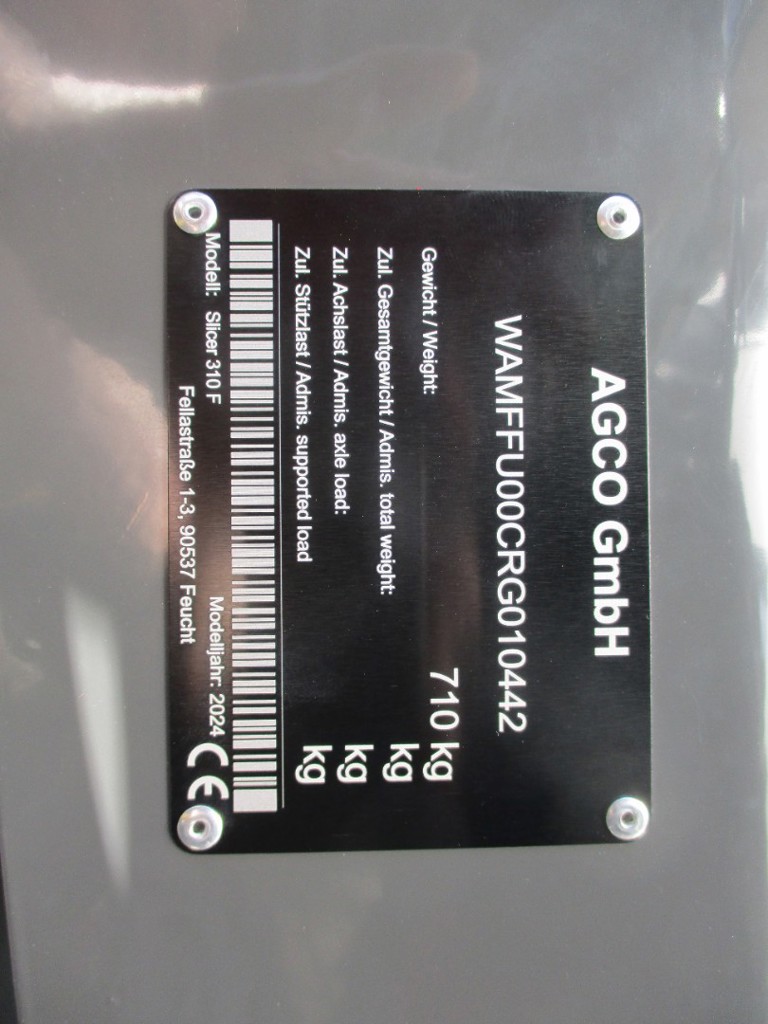 AGCO GmbH
WAMFFU00CRG010442
Gewicht / Weight: 710 kg
Zul. Gesamtgewicht / Admis. total weight: kg
Zul. Achslast / Admis. axle load: kg
Zul. Stützlast / Admis. supported load kg
Modell: Slicer 310 F Modelljahr: 2024
Fellastraße 1-3, 90537 Feucht
CE